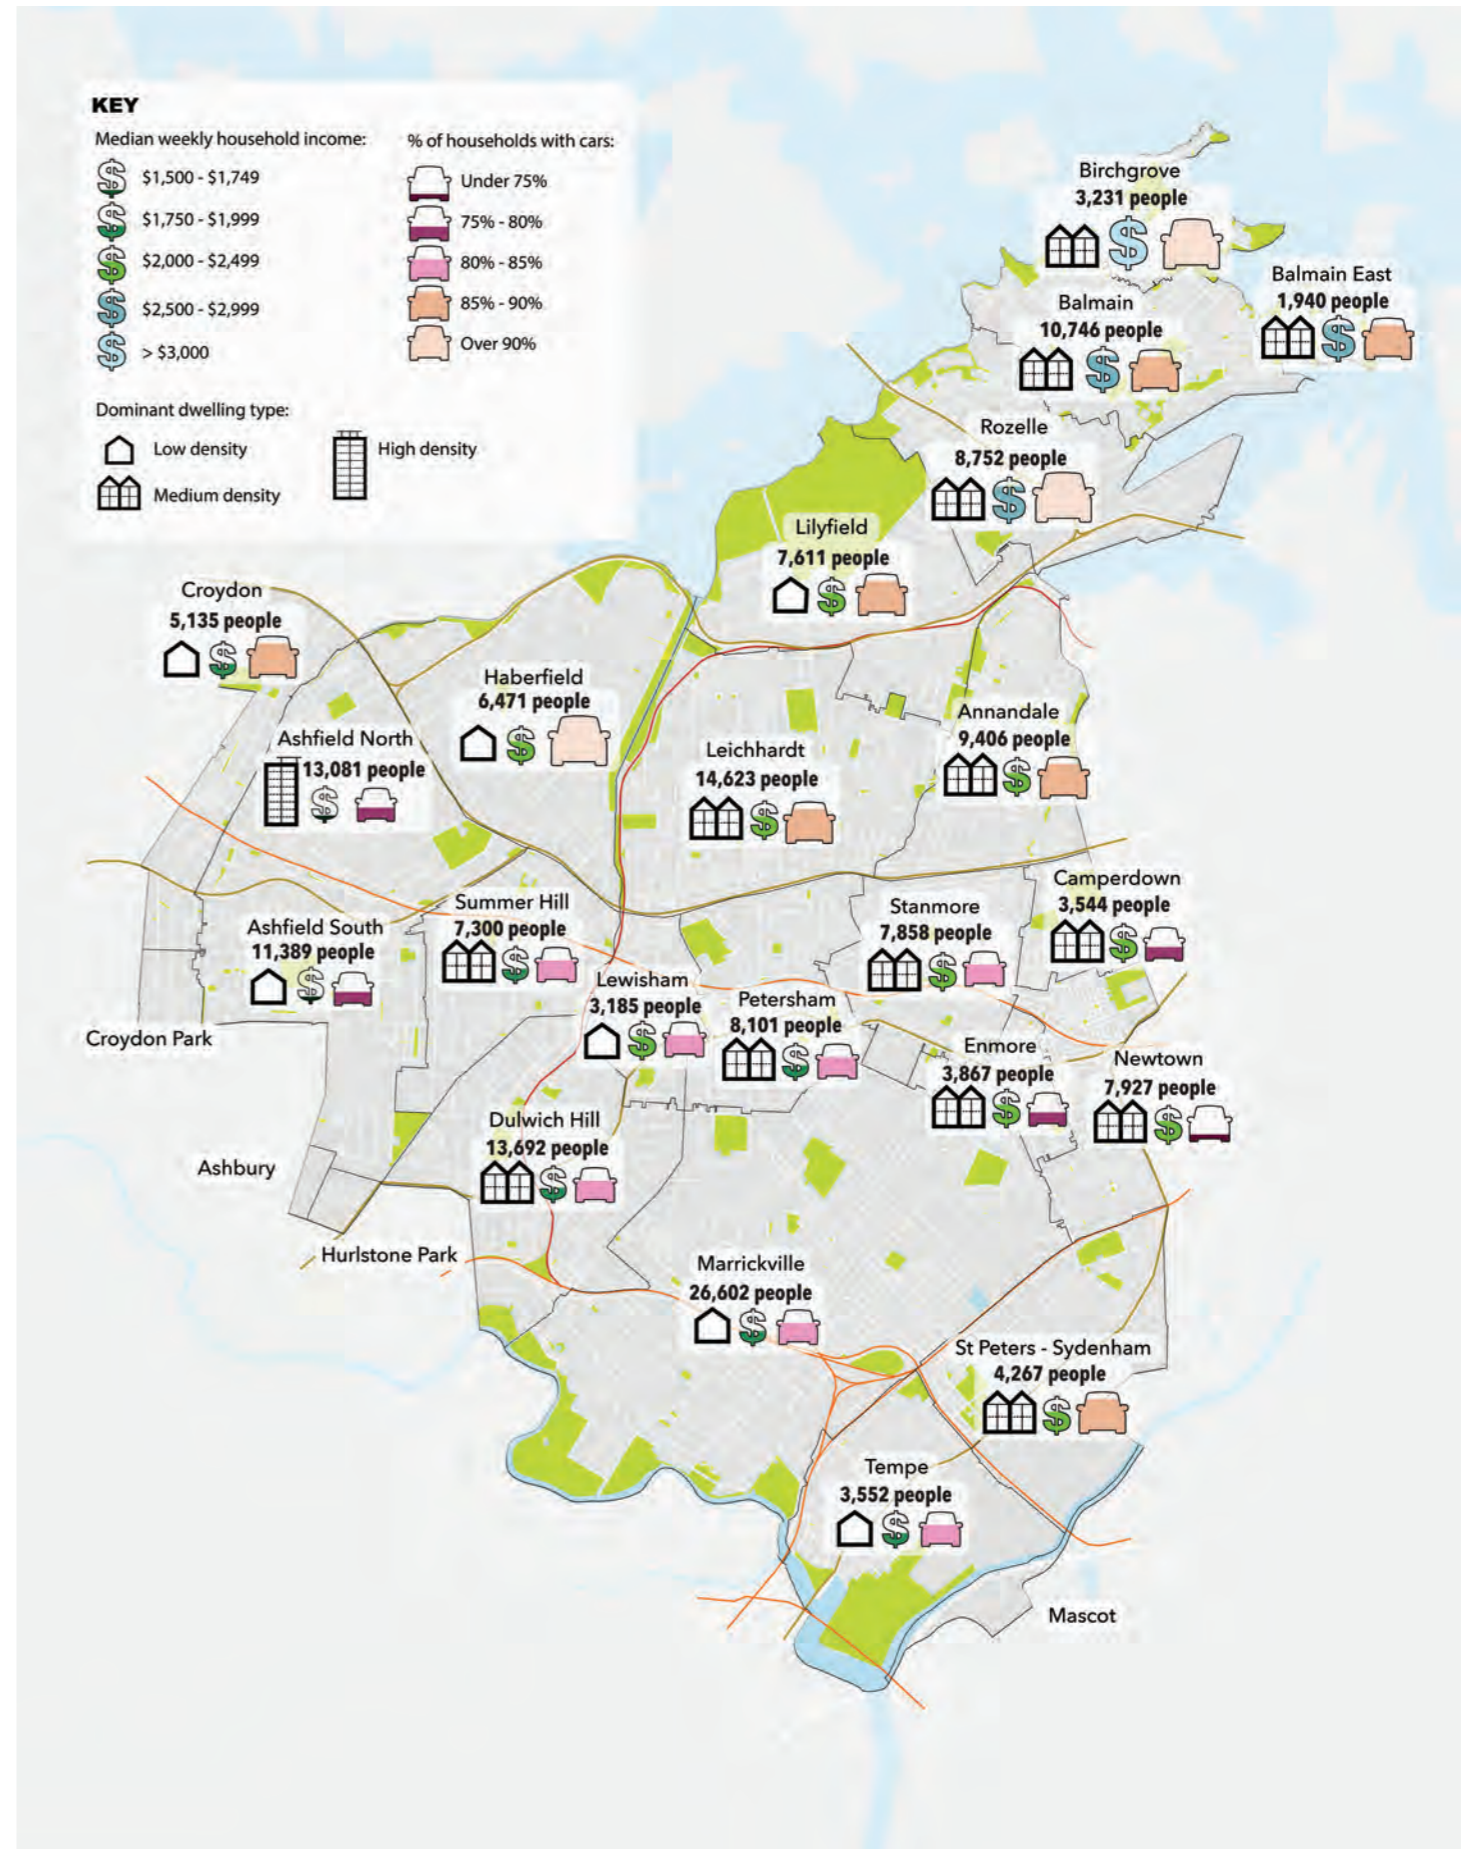 KEY
Median weekly household income:
$1,500 - $1,749
$1,750 - $1,999
$2,000 - $2,499
$2,500 - $2,999
> $3,000
% of households with cars:
Under 75%
75% - 80%
80% - 85%
85% - 90%
Over 90%
Dominant dwelling type:
Low density
High density
Medium density
Birchgrove
3,231 people
Balmain East
1,940 people
Balmain
10,746 people
Rozelle
8,752 people
Lilyfield
7,611 people
Croydon
5,135 people
Haberfield
6,471 people
Annandale
9,406 people
Ashfield North
13,081 people
Leichhardt
14,623 people
Camperdown
3,544 people
Summer Hill
7,300 people
Stanmore
7,858 people
Ashfield South
11,389 people
Lewisham
3,185 people
Petersham
8,101 people
Croydon Park
Enmore
3,867 people
Newtown
7,927 people
Dulwich Hill
13,692 people
Ashbury
Hurlstone Park
Marrickville
26,602 people
St Peters - Sydenham
4,267 people
Tempe
3,552 people
Mascot